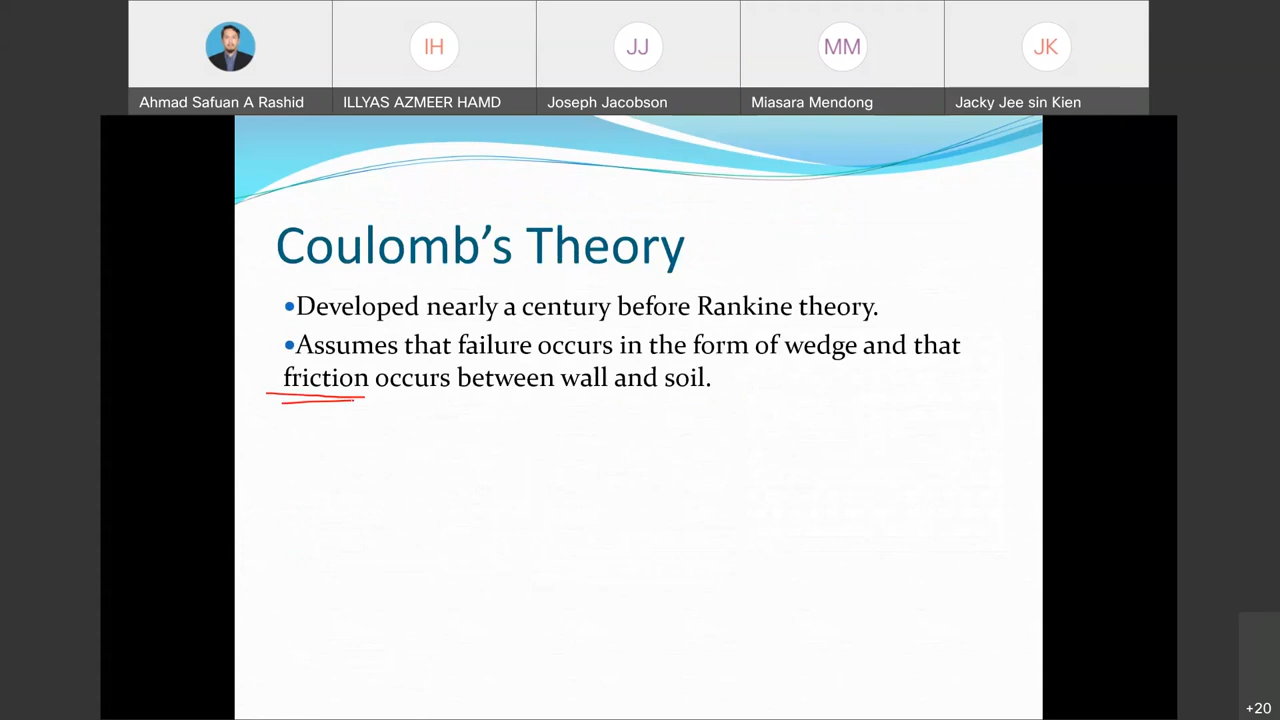 IH
JJ
MM
JK
Ahmad Safuan A Rashid
ILLYAS AZMEER HAMD
Joseph Jacobson
Miasara Mendong
Jacky Jee sin Kien
Coulomb’s Theory
•Developed nearly a century before Rankine theory.
•Assumes that failure occurs in the form of wedge and that
friction occurs between wall and soil.
+20